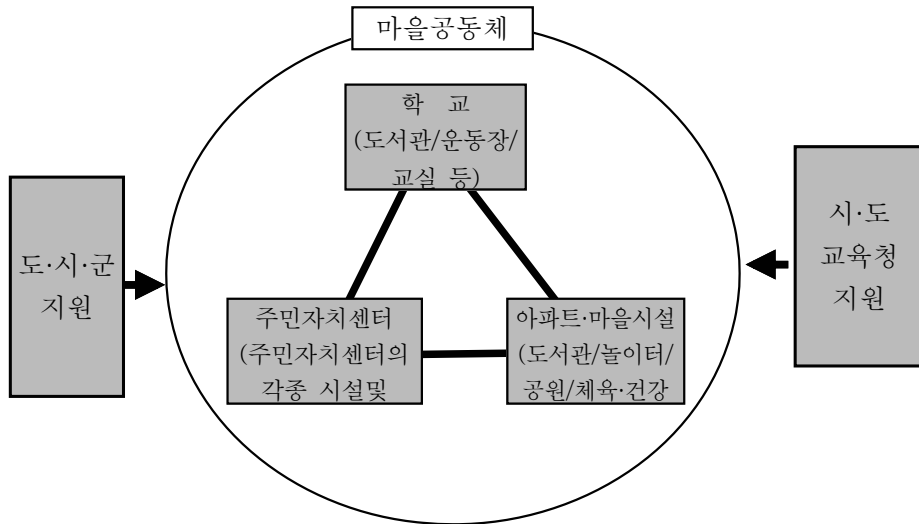 마을공동체
학 교
(도서관/운동장/
교실 등)
도·시·군
지원
시·도
교육청
지원
주민자치센터
(주민자치센터의
각종 시설및
아파트·마을시설
(도서관/놀이터/
공원/체육·건강